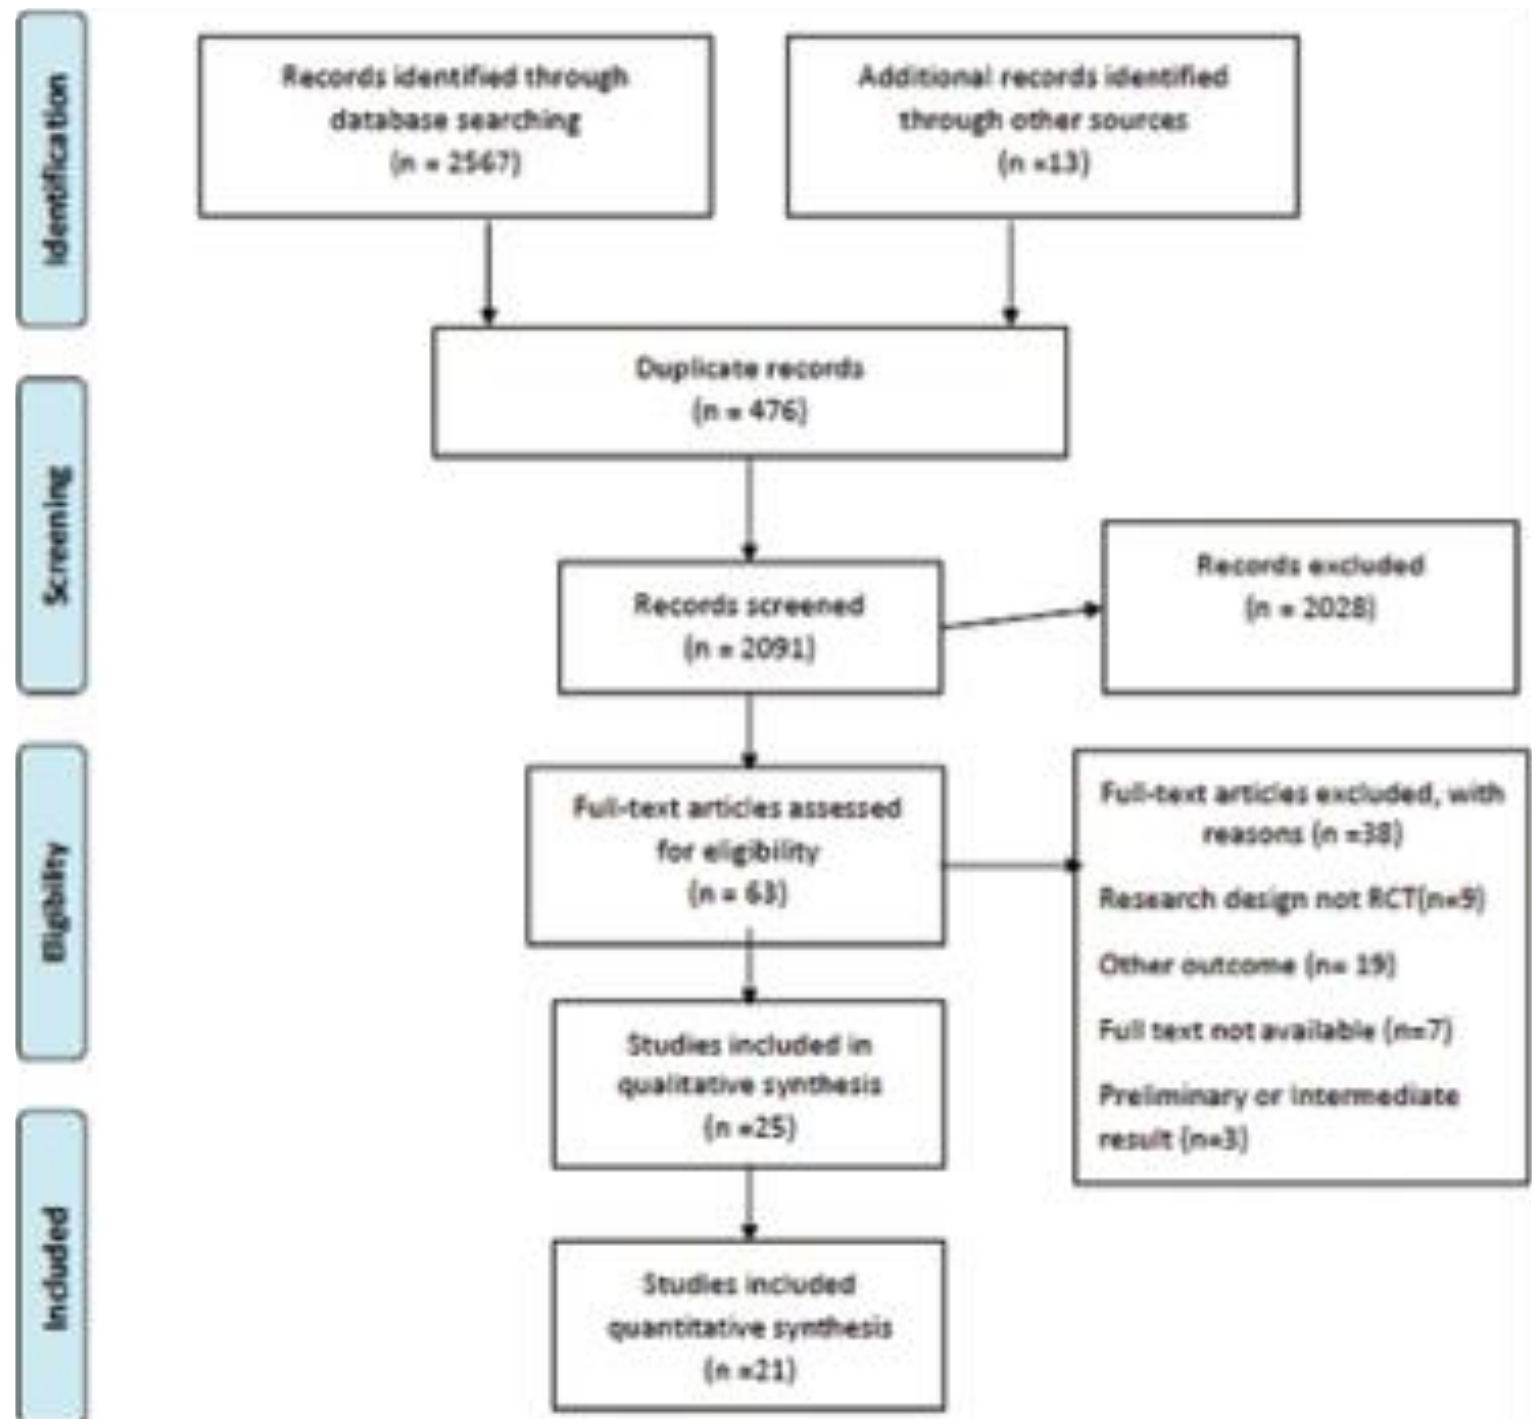 Identification
Records identified through
database searching
(n = 2567)
Additional records identified
through other sources
(n =13)
Duplicate records
(n = 476)
Screening
Records screened
(n = 2091)
Records excluded
(n = 2028)
Eligibility
Full-text articles assessed
for eligibility
(n = 63)
Full-text articles excluded, with
reasons (n =38)
Research design not RCT(n=9)
Other outcome (n= 19)
Full text not available (n=7)
Preliminary or Intermediate
result (n=3)
Studies included in
qualitative synthesis
(n =25)
Included
Studies included
quantitative synthesis
(n =21)